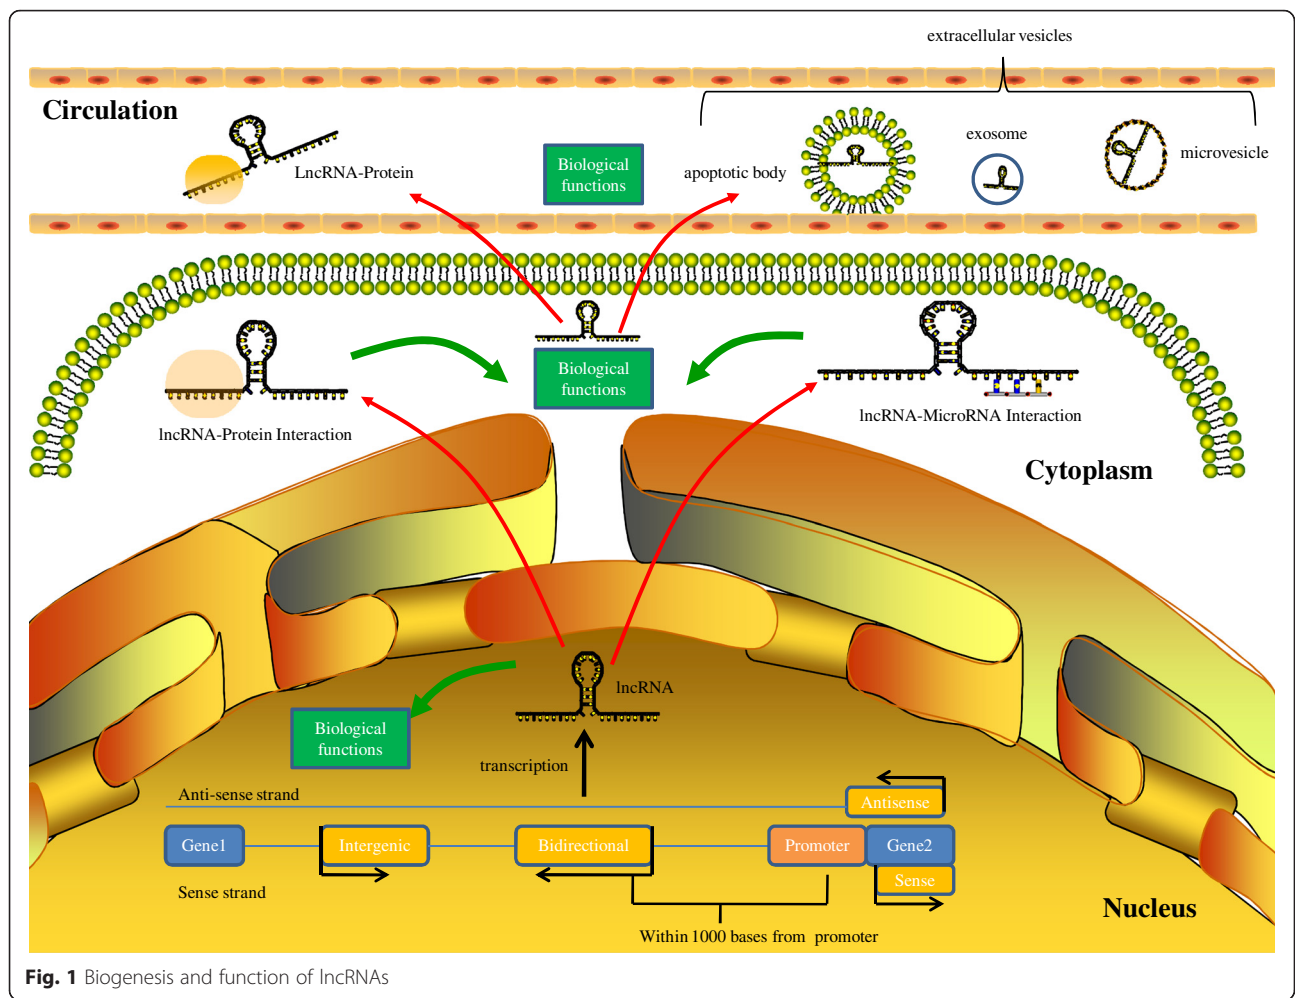 extracellular vesicles
Circulation
LncRNA-Protein
Biological
functions
apoptotic body
exosome
microvesicle
Biological
functions
lncRNA-Protein Interaction
lncRNA-MicroRNA Interaction
Cytoplasm
lncRNA
Biological
functions
transcription
Anti-sense strand
Antisense
Gene1
Intergenic
Bidirectional
Promoter
Gene2
Sense
Sense strand
Nucleus
Within 1000 bases from promoter
Fig. 1 Biogenesis and function of lncRNAs